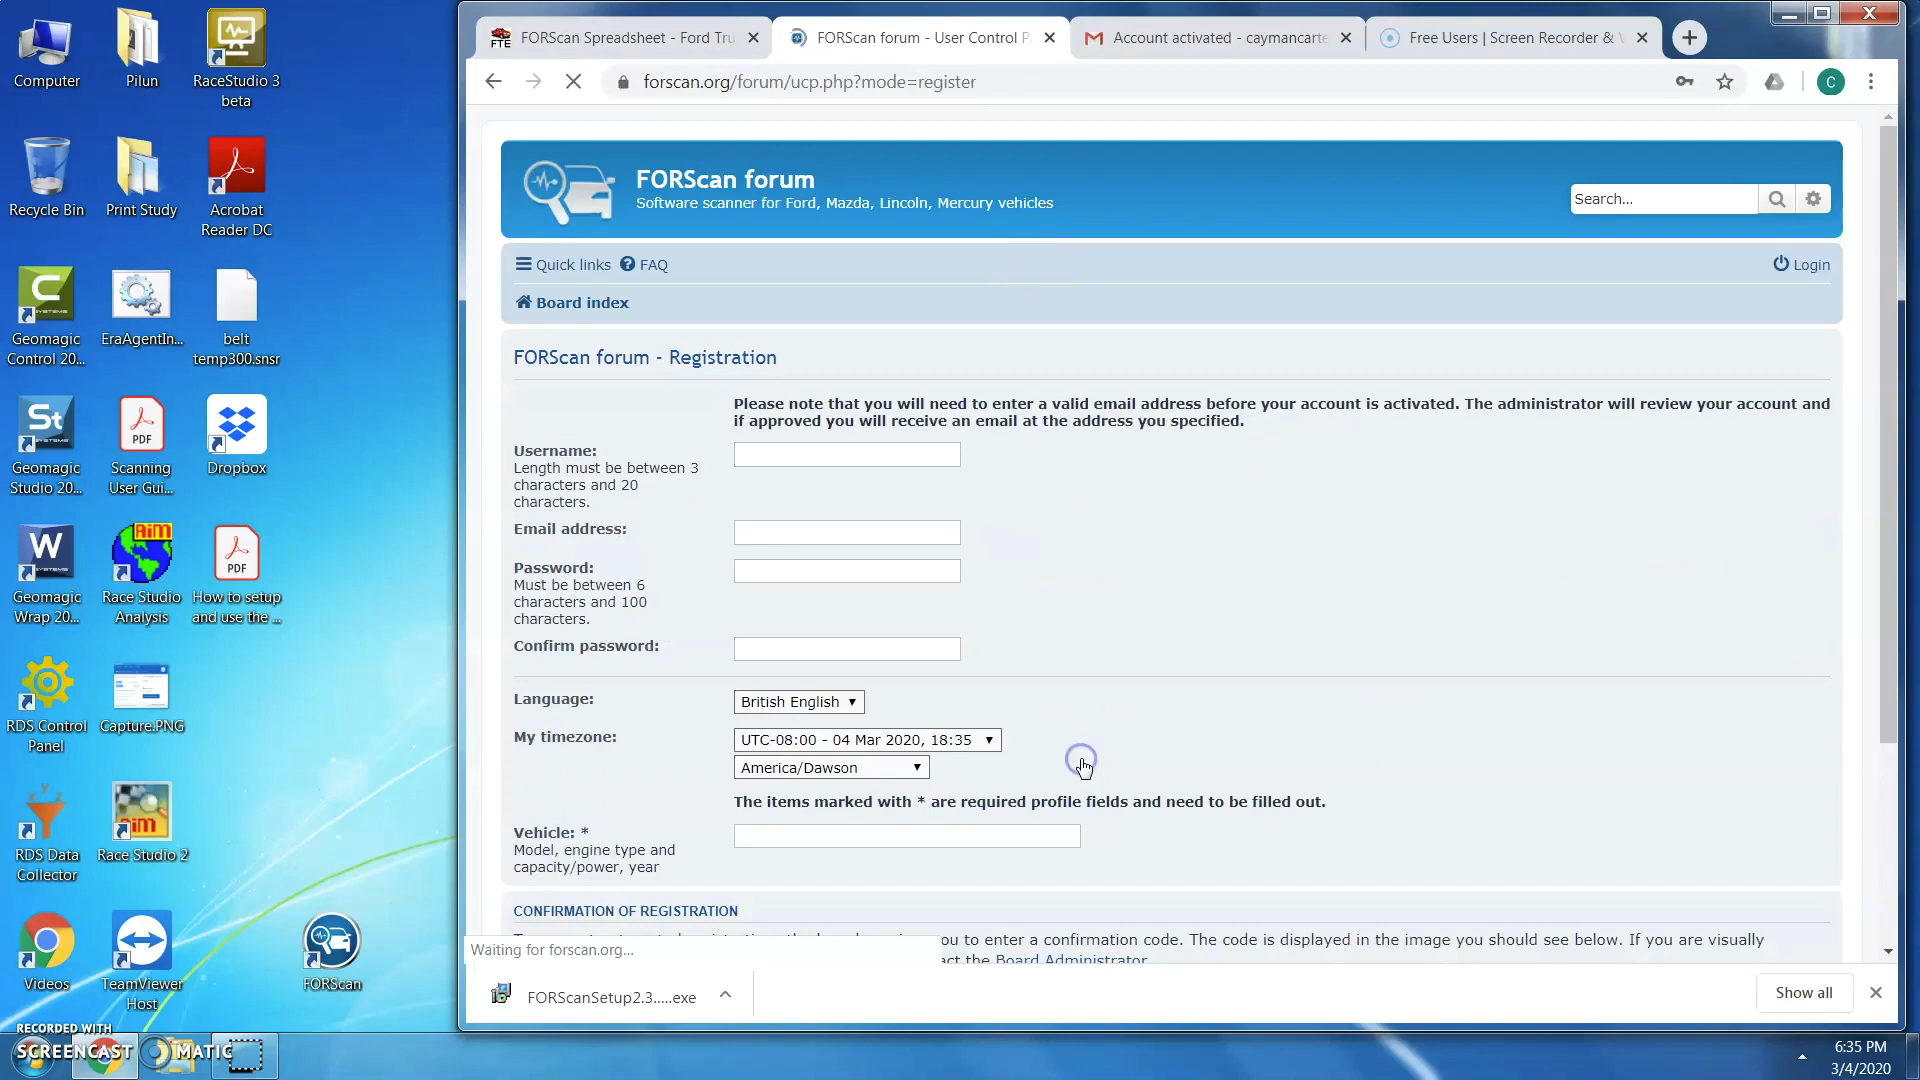 Computer
Pilun
RaceStudio 3
beta
Recycle Bin
Print Study
Acrobat
Reader DC
Geomagic
Control 20...
EraAgentIn...
belt
temp300.snsr
Geomagic
Studio 20...
PDF
Scanning
User Gui...
Dropbox
Geomagic
Wrap 20...
AiM
Race Studio
Analysis
PDF
How to setup
and use the ...
RDS Control
Panel
Capture.PNG
RDS Data
Collector
Race Studio 2
Videos
TeamViewer
Host
FORScan
RECORDED WITH
SCREENCAST MATIC
FTE FORScan Spreadsheet - Ford Tru
FORScan forum - User Control P
Account activated - caymancarte
Free Users | Screen Recorder & V
forscan.org/forum/ucp.php?mode=register
C
FORScan forum
Software scanner for Ford, Mazda, Lincoln, Mercury vehicles
Search...
Quick links FAQ
Login
Board index
FORScan forum - Registration
Please note that you will need to enter a valid email address before your account is activated. The administrator will review your account and
if approved you will receive an email at the address you specified.
Username:
Length must be between 3
characters and 20
characters.
Email address:
Password:
Must be between 6
characters and 100
characters.
Confirm password:
Language:
British English
My timezone:
UTC-08:00 - 04 Mar 2020, 18:35
America/Dawson
The items marked with * are required profile fields and need to be filled out.
Vehicle: *
Model, engine type and
capacity/power, year
CONFIRMATION OF REGISTRATION
ou to enter a confirmation code. The code is displayed in the image you should see below. If you are visually
act the Board Administrator
Waiting for forscan.org...
FORScanSetup2.3.....exe
Show all
6:35 PM
3/4/2020